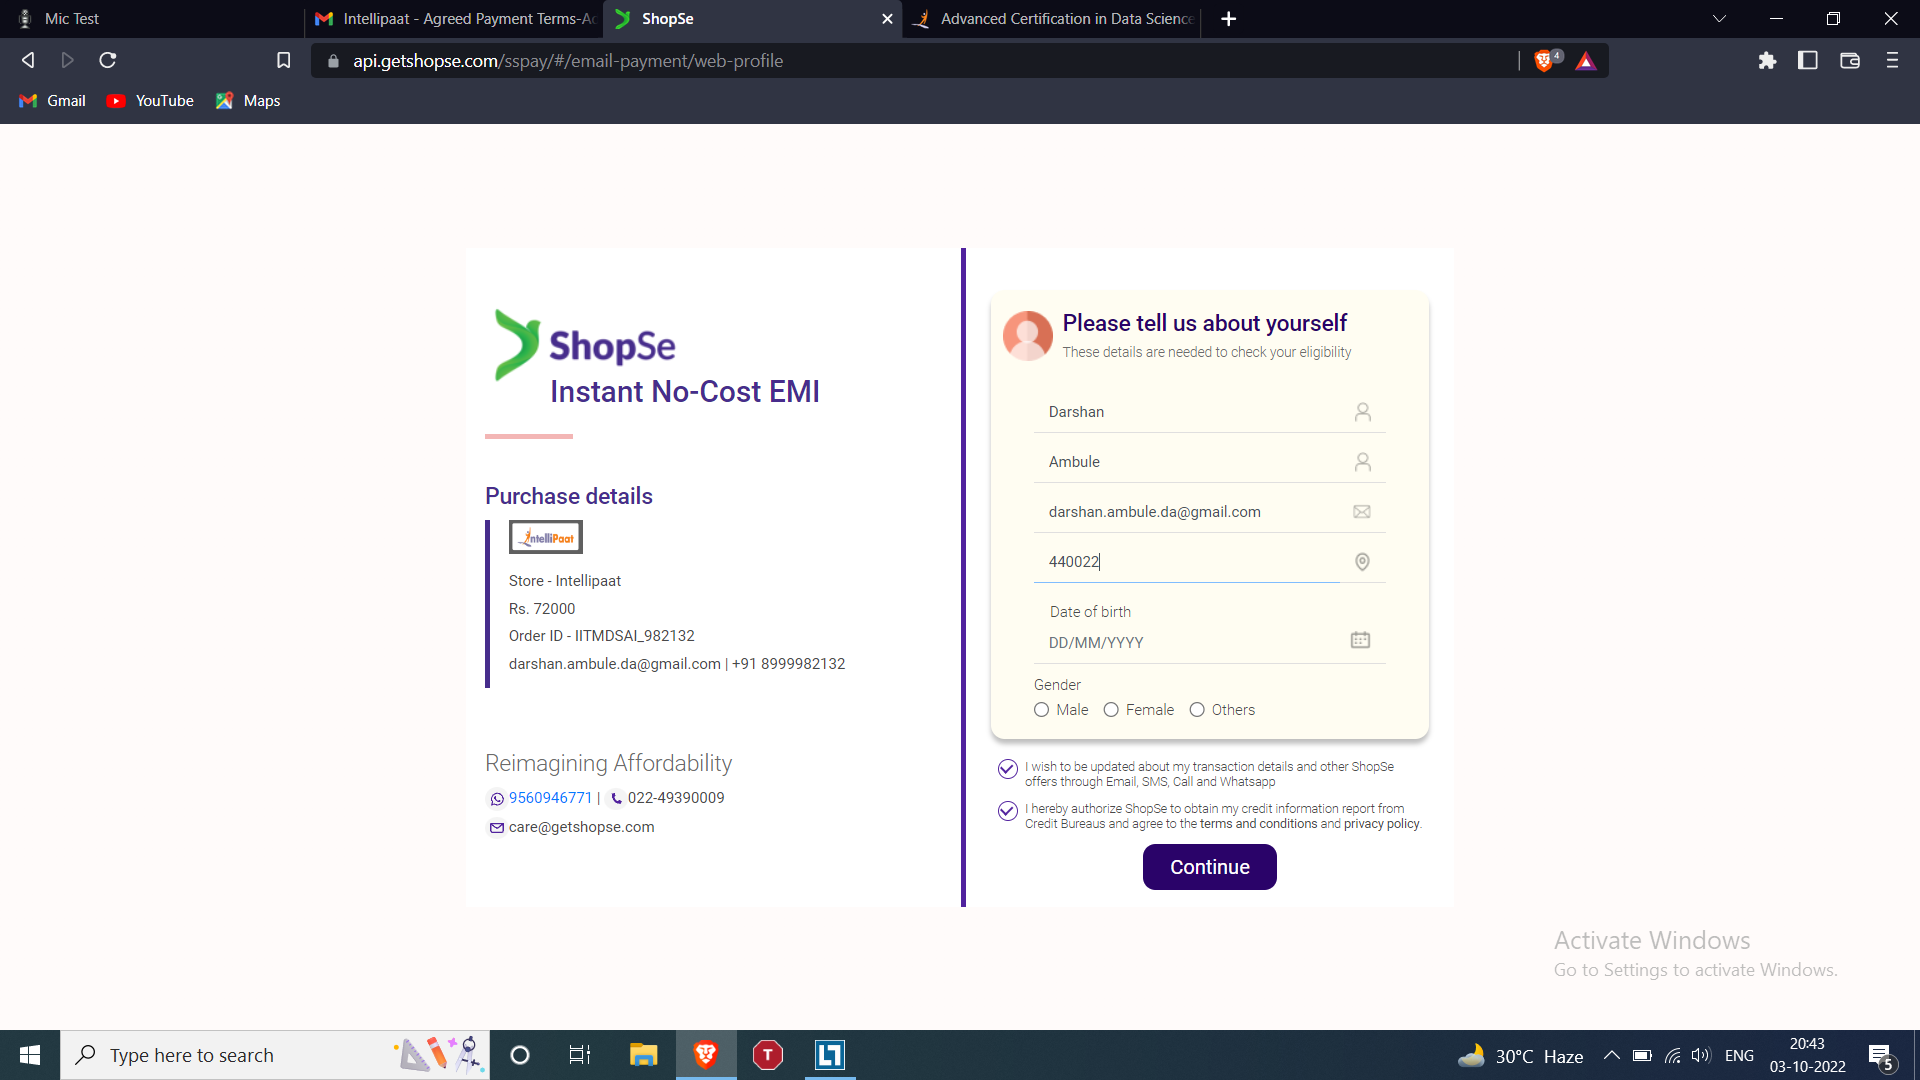 Mic Test
Intellipaat - Agreed Payment Terms-Ac
ShopSe
Advanced Certification in Data Science
api.getshopse.com/sspay/#/email-payment/web-profile
4
Gmail
YouTube
Maps
ShopSe
Instant No-Cost EMI
Purchase details
IntelliPaat
Store - Intellipaat
Rs. 72000
Order ID - IITMDSAI_982132
darshan.ambule.da@gmail.com | +91 8999982132
Reimagining Affordability
9560946771 | 022-49390009
care@getshopse.com
Please tell us about yourself
These details are needed to check your eligibility
Darshan
Ambule
darshan.ambule.da@gmail.com
440022
Date of birth
DD/MM/YYYY
Gender
Male Female Others
I wish to be updated about my transaction details and other ShopSe
offers through Email, SMS, Call and Whatsapp
I hereby authorize ShopSe to obtain my credit information report from
Credit Bureaus and agree to the terms and conditions and privacy policy.
Continue
Activate Windows
Go to Settings to activate Windows.
Type here to search
T
30°C Haze
ENG
20:43
03-10-2022
5